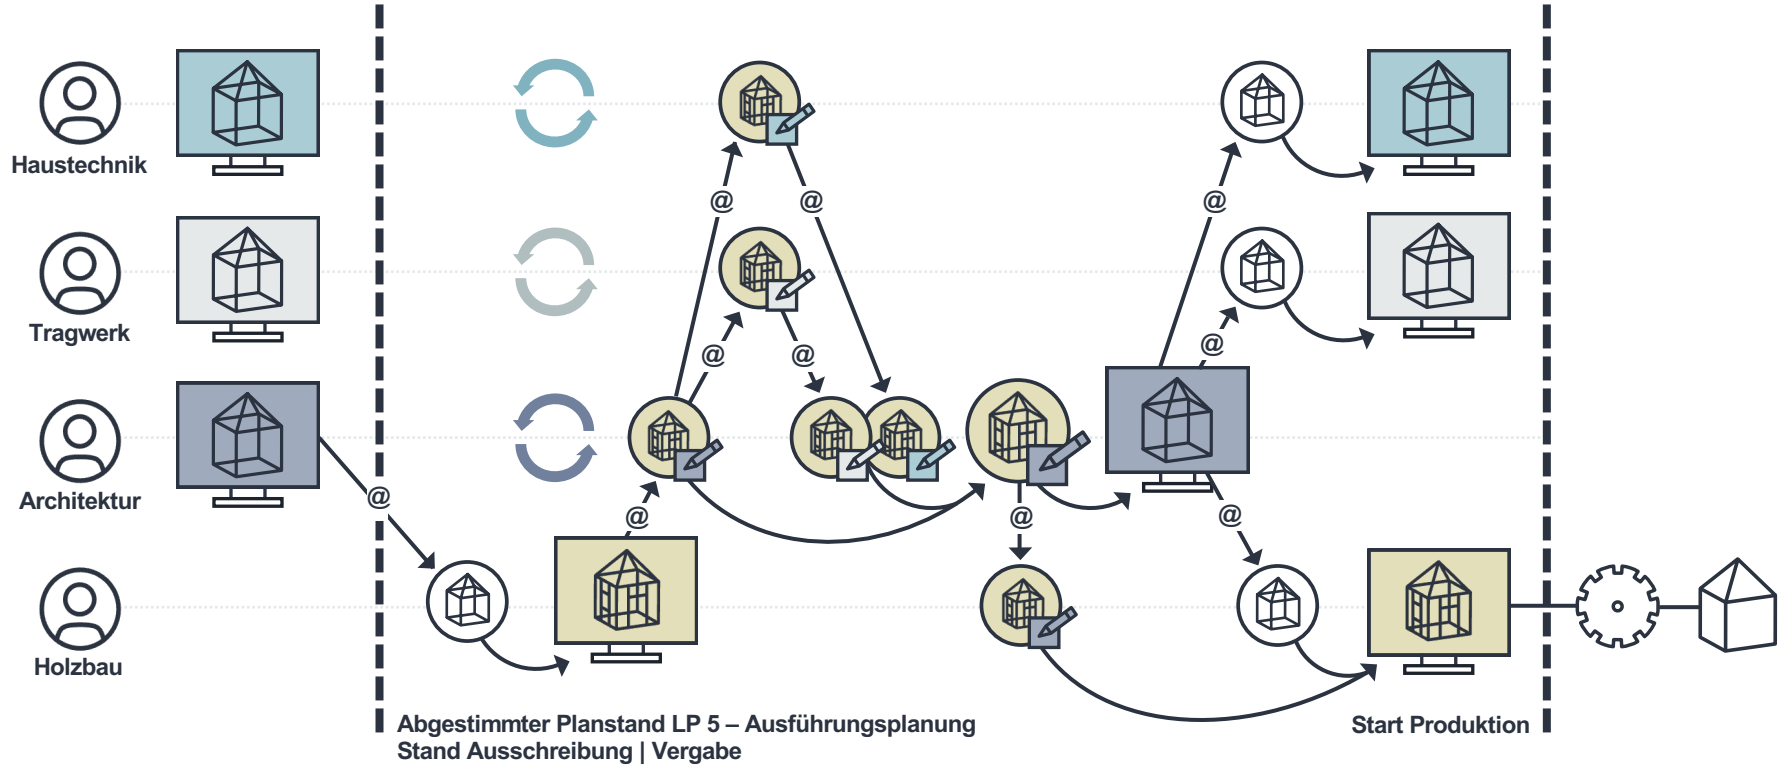 Haustechnik
@
@
@
Tragwerk
@
@
@
Architektur
@
@
@
@
Holzbau
Abgestimmter Planstand LP 5 – Ausführungsplanung
Stand Ausschreibung | Vergabe
Start Produktion